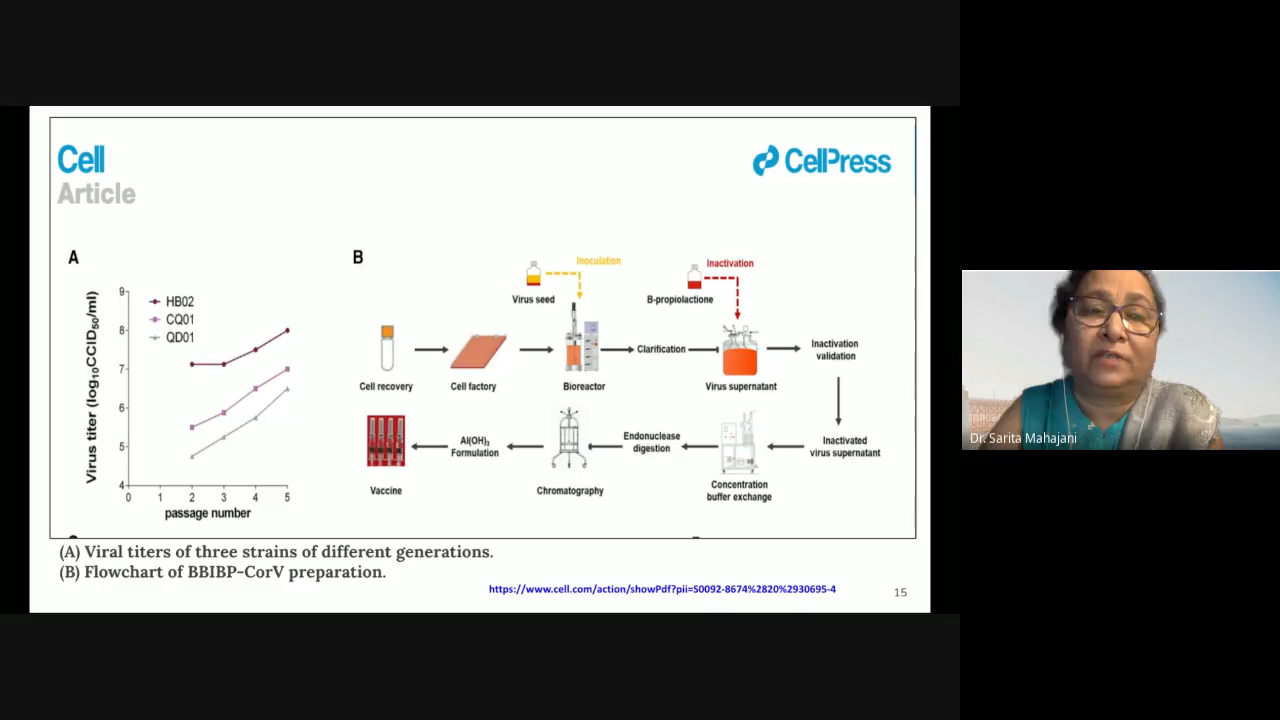 Cell
Article
CellPress
A
Virus titer (log₁₀CCID₅₀/ml)
9
8
7
6
5
4
HB02
CQ01
QD01
0 1 2 3 4 5
passage number
B
Inoculation
Inactivation
Virus seed
B-propiolactone
Clarification
Inactivation
validation
Cell recovery
Cell factory
Bioreactor
Virus supernatant
Al(OH)₃
Formulation
Endonuclease
digestion
Inactivated
virus supernatant
Vaccine
Chromatography
Concentration
buffer exchange
(A) Viral titers of three strains of different generations.
(B) Flowchart of BBIBP-CorV preparation.
https://www.cell.com/action/showPdf?pii=S0092-8674%2820%2930695-4
15
Dr. Sarita Mahajani